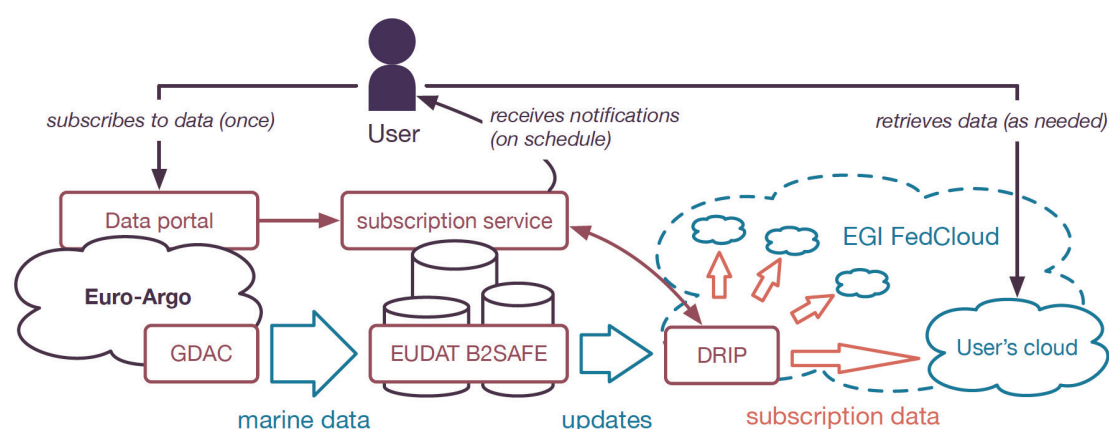 User
subscribes to data (once)
receives notifications
(on schedule)
retrieves data (as needed)
Data portal
subscription service
EGI FedCloud
Euro-Argo
GDAC
EUDAT B2SAFE
DRIP
User's cloud
marine data
updates
subscription data